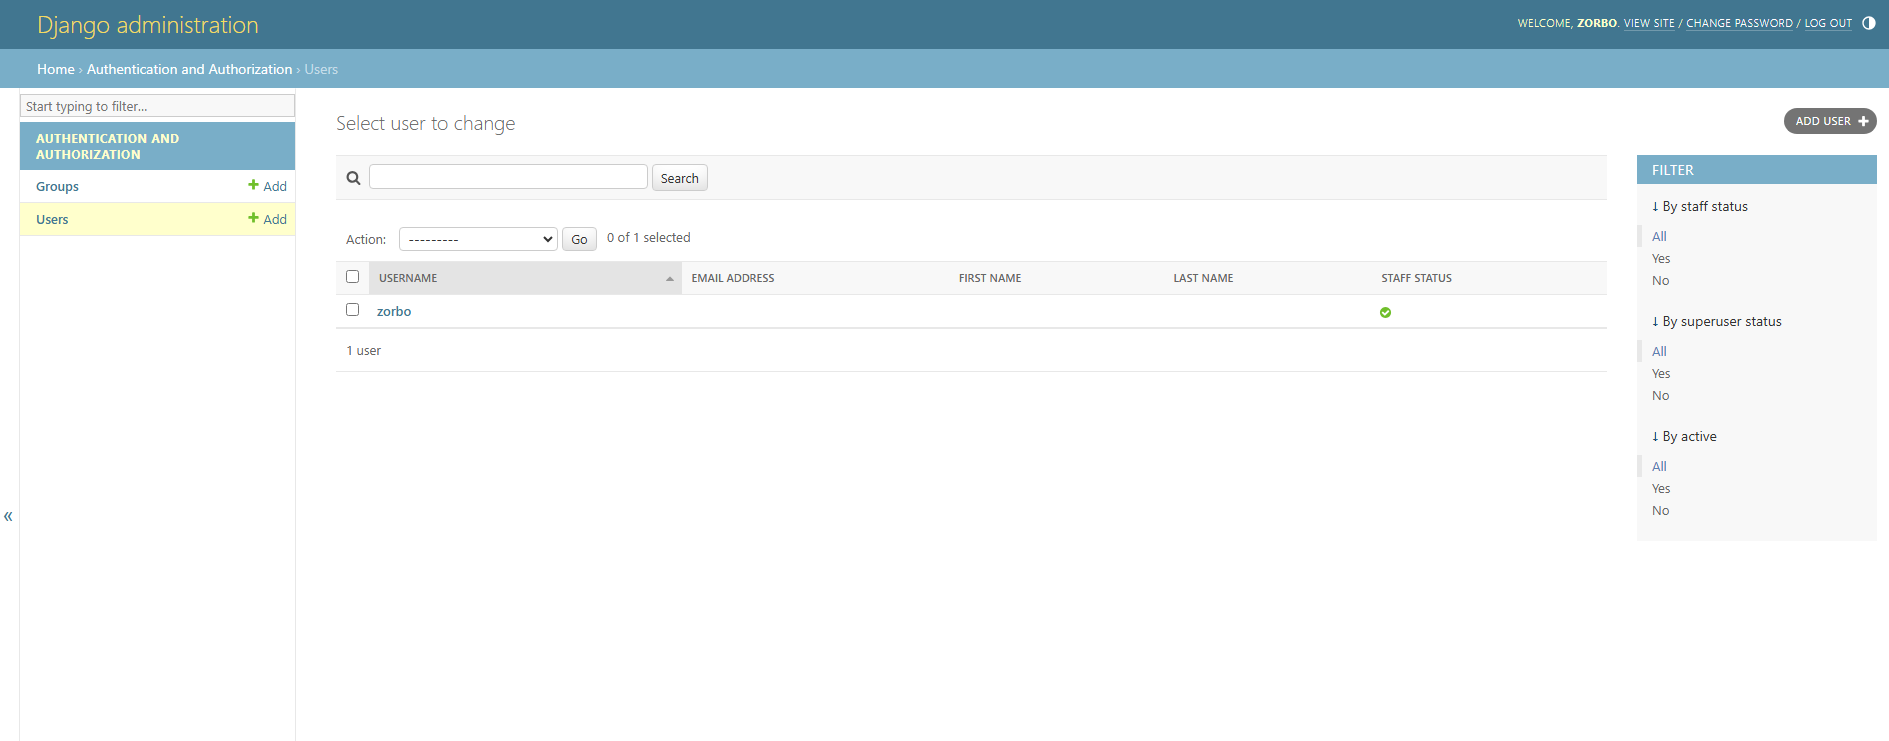 Django administration
WELCOME, ZORBO. VIEW SITE / CHANGE PASSWORD / LOG OUT
Home › Authentication and Authorization › Users
Start typing to filter...
AUTHENTICATION AND
AUTHORIZATION
Groups
Add
Users
Add
«
Select user to change
ADD USER
Search
Action:
---------
Go
0 of 1 selected
USERNAME
EMAIL ADDRESS
FIRST NAME
LAST NAME
STAFF STATUS
zorbo
1 user
FILTER
↓ By staff status
All
Yes
No
↓ By superuser status
All
Yes
No
↓ By active
All
Yes
No